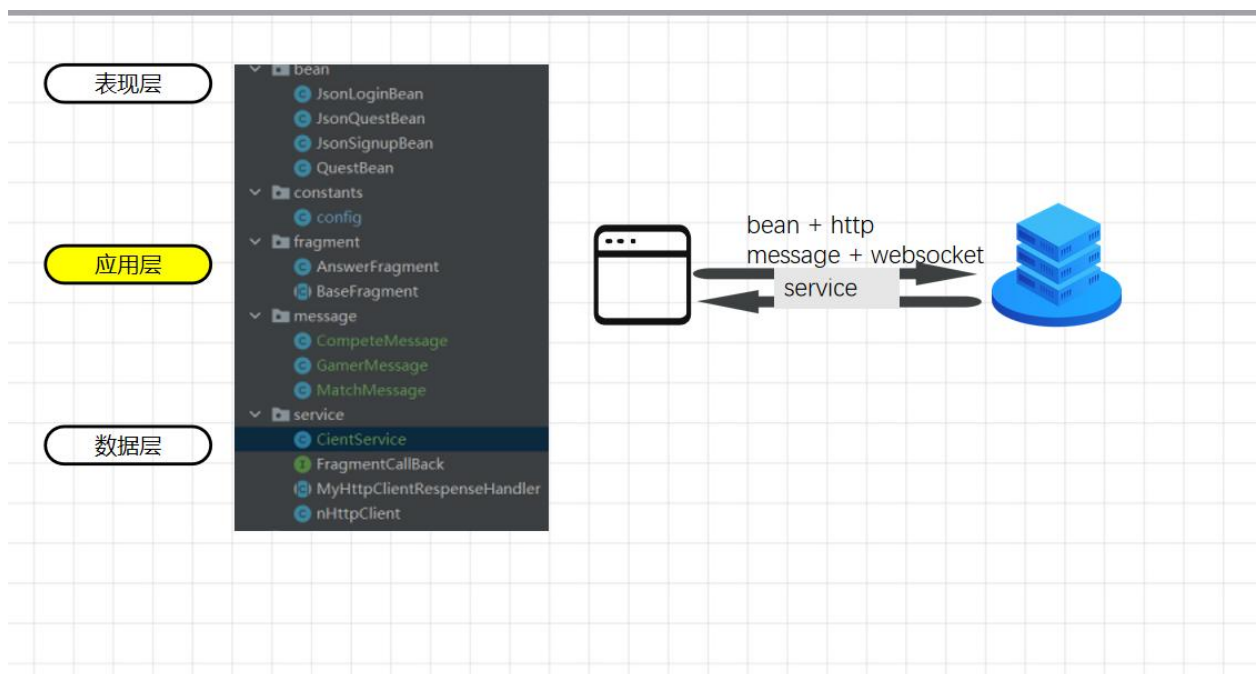 表现层
应用层
数据层
bean
JsonLoginBean
JsonQuestBean
JsonSignupBean
QuestBean
constants
config
fragment
AnswerFragment
BaseFragment
message
CompeteMessage
GamerMessage
MatchMessage
service
CientService
FragmentCallBack
MyHttpClientRespenseHandler
nHttpClient
bean + http
message + websocket
service